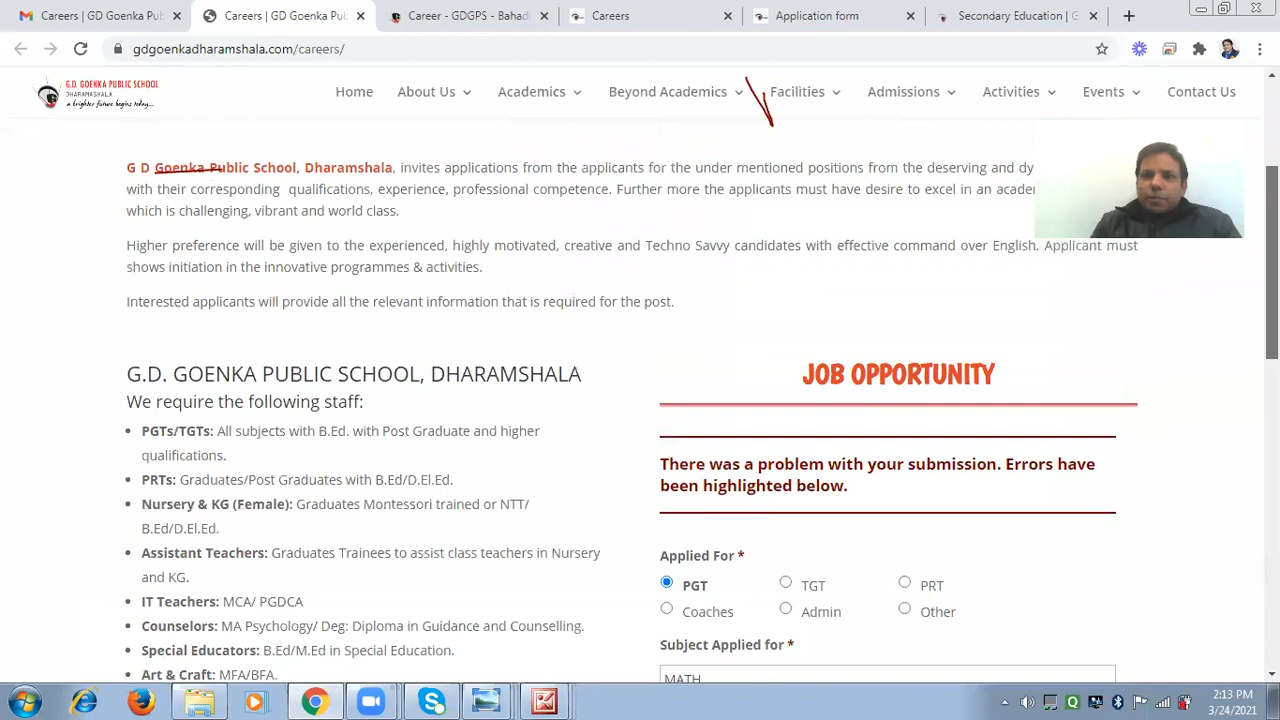 Careers | GD Goenka Pu
Careers | GD Goenka Pu
Career - GDGPS - Bahad
Careers
Application form
Secondary Education | G
gdgoenkadharamshala.com/careers/
G.D. GOENKA PUBLIC SCHOOL
DHARAMSHALA
a brighter future begins today...
Home About Us Academics Beyond Academics Facilities Admissions Activities Events Contact Us
G D Goenka Public School, Dharamshala, invites applications from the applicants for the under mentioned positions from the deserving and dy
with their corresponding qualifications, experience, professional competence. Further more the applicants must have desire to excel in an acade
which is challenging, vibrant and world class.
Higher preference will be given to the experienced, highly motivated, creative and Techno Savvy candidates with effective command over English. Applicant must
shows initiation in the innovative programmes & activities.
Interested applicants will provide all the relevant information that is required for the post.
G.D. GOENKA PUBLIC SCHOOL, DHARAMSHALA
We require the following staff:
PGTs/TGTs: All subjects with B.Ed. with Post Graduate and higher
qualifications.
PRTs: Graduates/Post Graduates with B.Ed/D.El.Ed.
Nursery & KG (Female): Graduates Montessori trained or NTT/
B.Ed/D.El.Ed.
Assistant Teachers: Graduates Trainees to assist class teachers in Nursery
and KG.
IT Teachers: MCA/ PGDCA
Counselors: MA Psychology/ Deg: Diploma in Guidance and Counselling.
Special Educators: B.Ed/M.Ed in Special Education.
Art & Craft: MFA/BFA.
JOB OPPORTUNITY
There was a problem with your submission. Errors have
been highlighted below.
Applied For *
PGT TGT PRT
Coaches Admin Other
Subject Applied for *
MATH
2:13 PM
3/24/2021